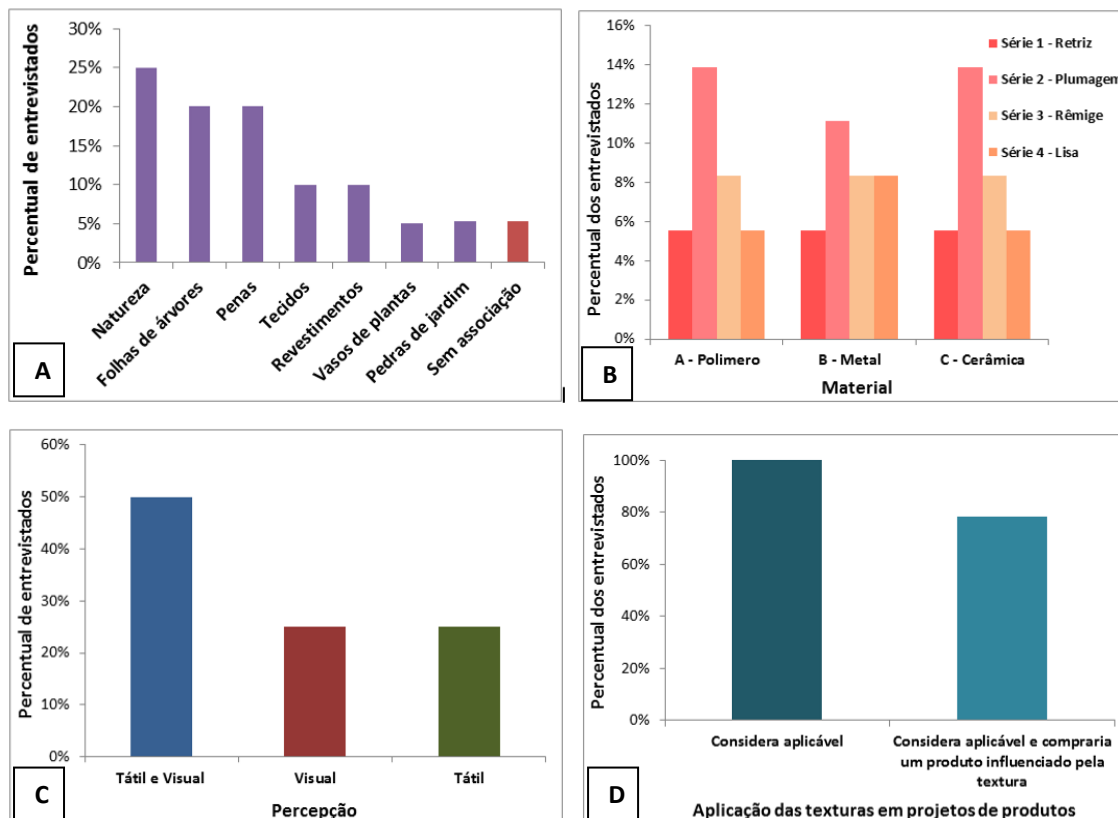 Percentual de entrevistados
30%
25%
20%
15%
10%
5%
0%
Natureza
Folhas de árvores
Penas
Tecidos
Revestimentos
Vasos de plantas
Pedras de jardim
Sem associação
A
Percentual dos entrevistados
16%
14%
12%
10%
8%
6%
4%
2%
0%
Série 1 - Retriz
Série 2 - Plumagem
Série 3 - Rêmige
Série 4 - Lisa
A - Polimero
B - Metal
C - Cerâmica
Material
B
Percentual de entrevistados
60%
50%
40%
30%
20%
10%
0%
Tátil e Visual
Visual
Tátil
Percepção
C
Percentual dos entrevistados
100%
80%
60%
40%
20%
0%
Considera aplicável
Considera aplicável e compraria
um produto influenciado pela
textura
Aplicação das texturas em projetos de produtos
D